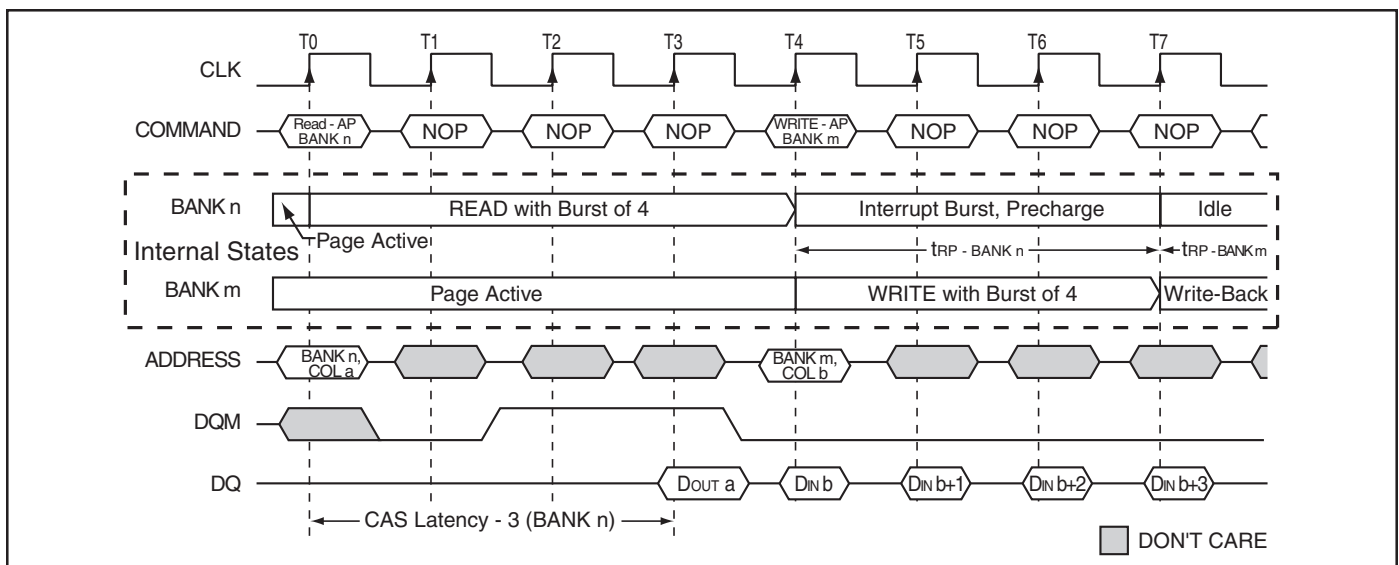 T0 T1 T2 T3 T4 T5 T6 T7
CLK
COMMAND Read - AP BANK n NOP NOP NOP WRITE - AP BANK m NOP NOP NOP
BANK n READ with Burst of 4 Interrupt Burst, Precharge Idle
Internal States Page Active tRP - BANK n tRP - BANK m
BANK m Page Active WRITE with Burst of 4 Write-Back
ADDRESS BANK n, COL a BANK m, COL b
DQM
DQ DOUT a DIN b DIN b+1 DIN b+2 DIN b+3
CAS Latency - 3 (BANK n)
DON'T CARE